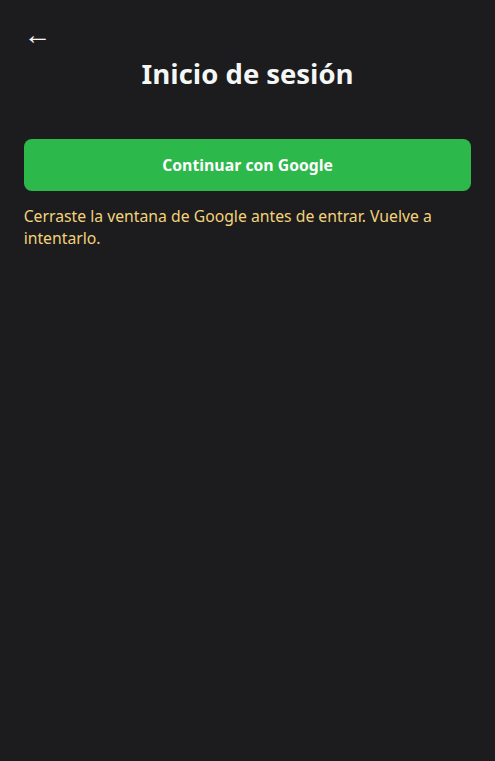 ←
Inicio de sesión
Continuar con Google
Cerraste la ventana de Google antes de entrar. Vuelve a
intentarlo.